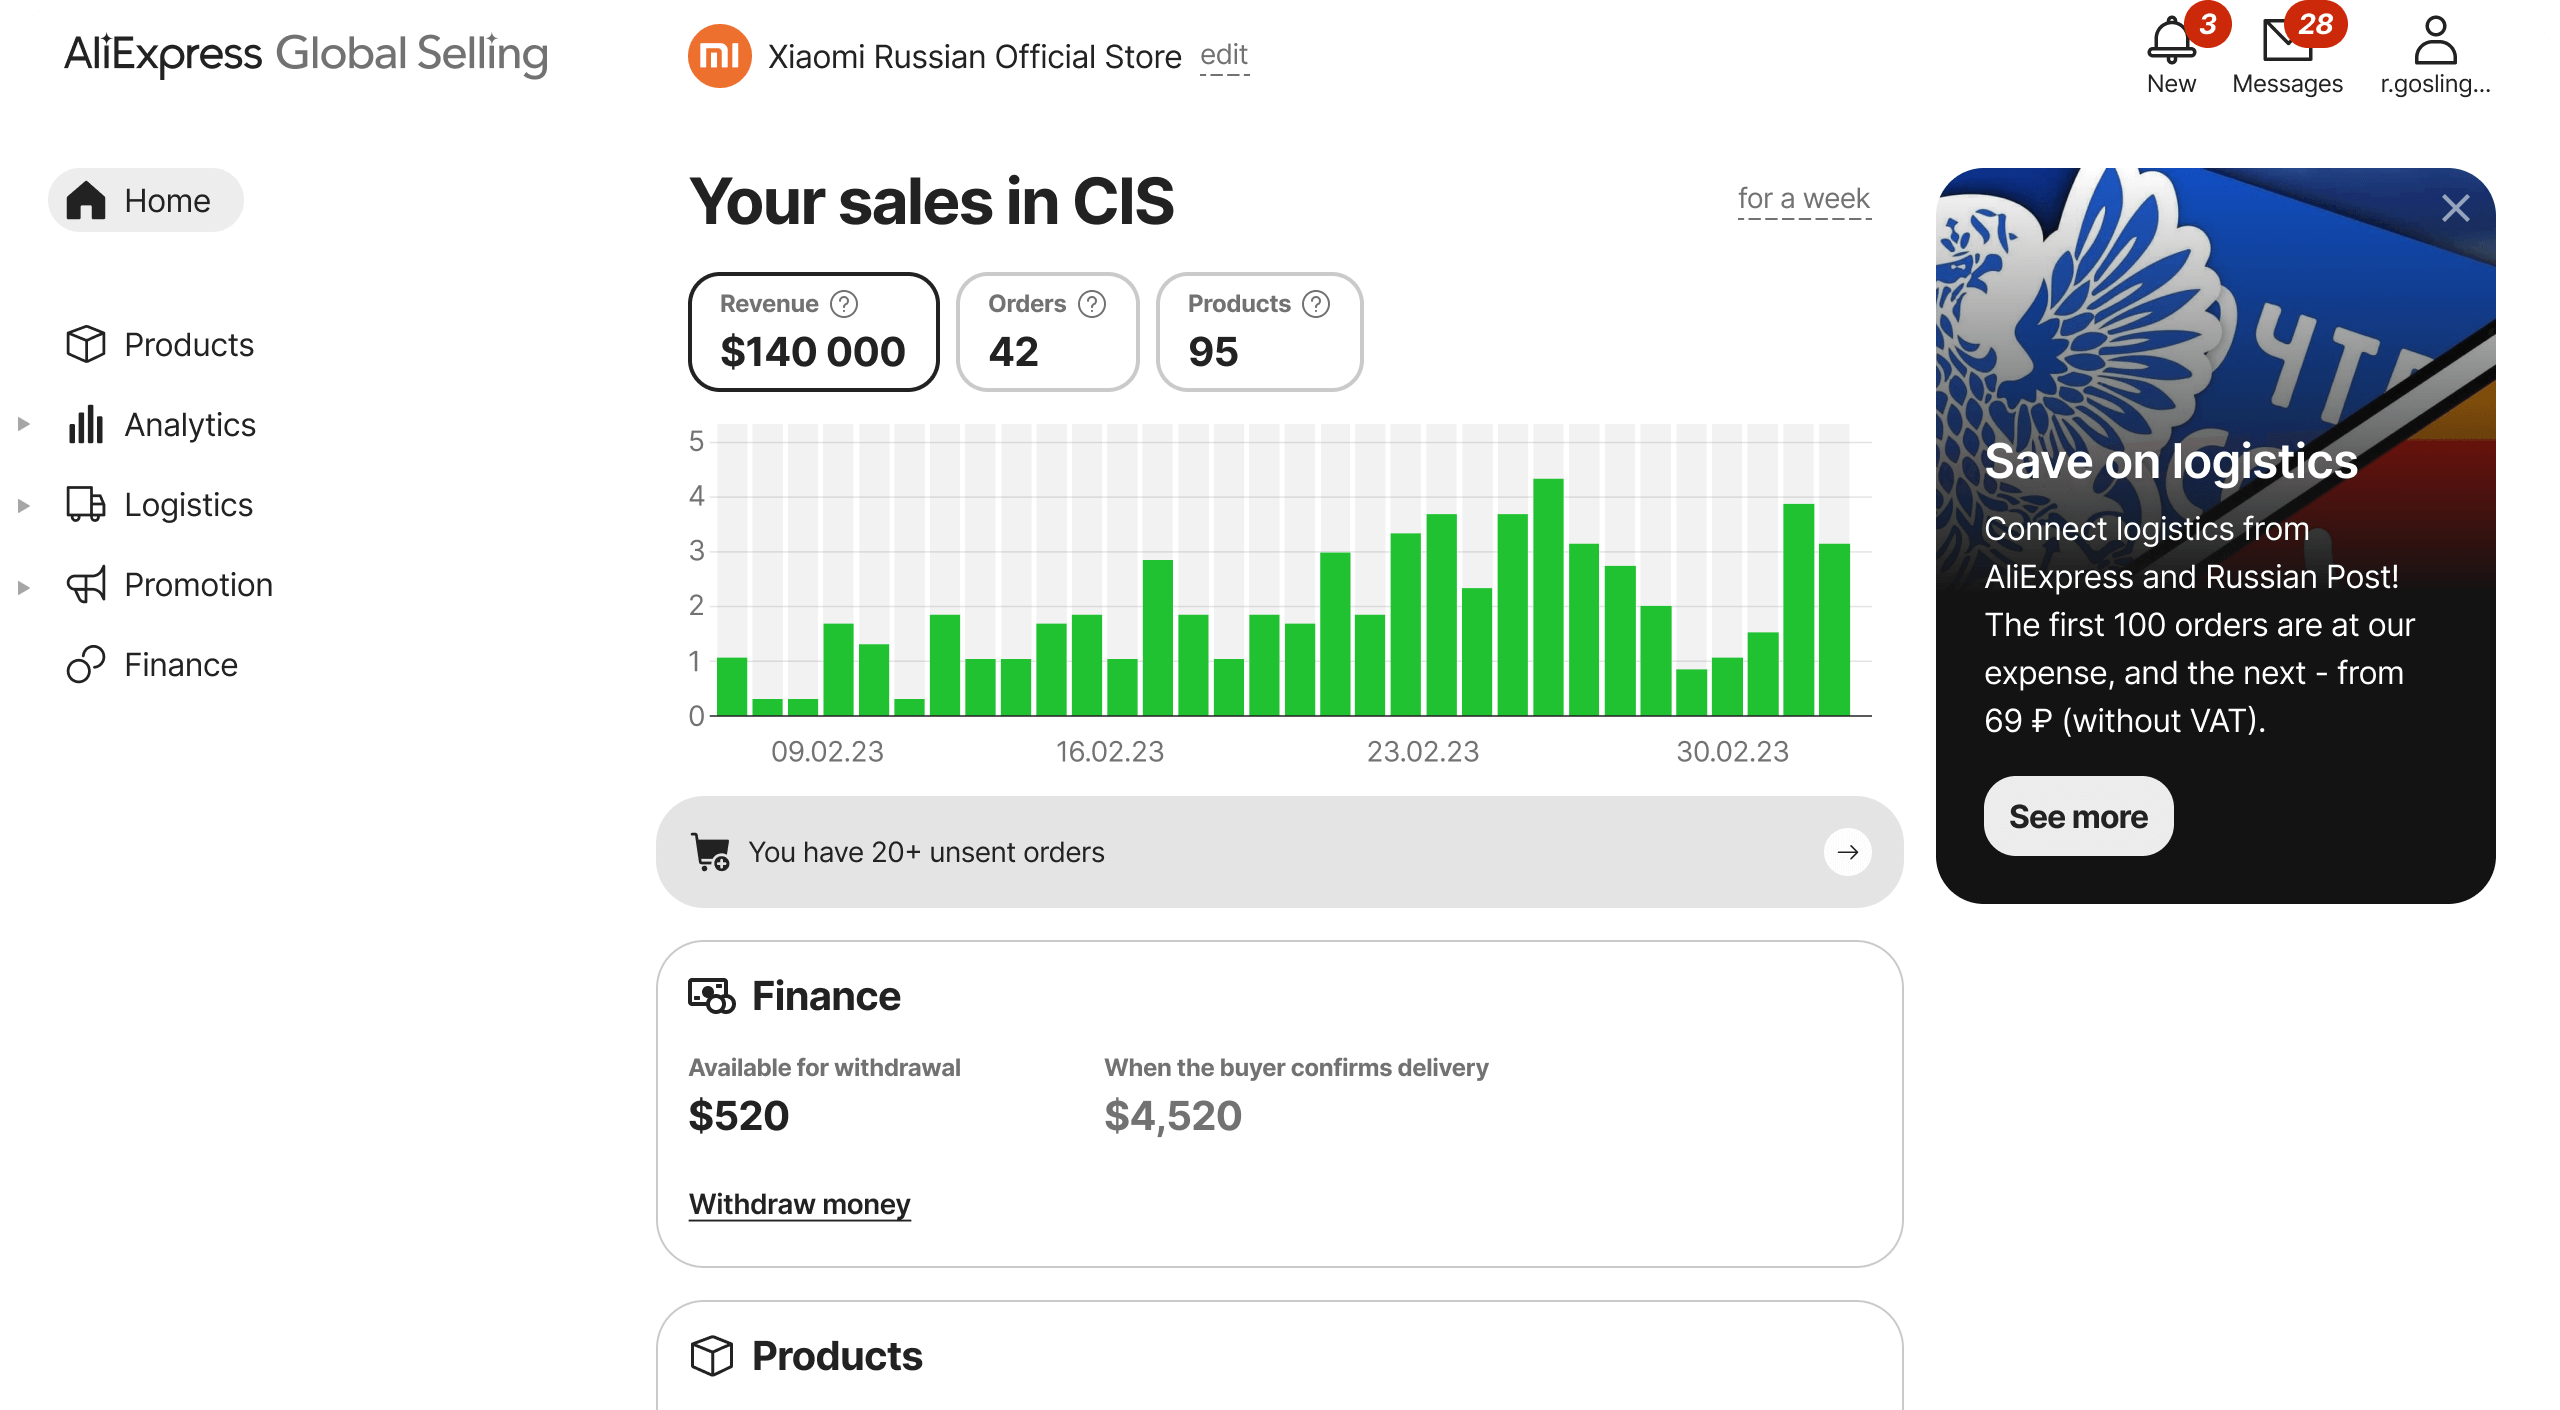 AliExpress Global Selling
Xiaomi Russian Official Store edit
3
28
New
Messages
r.gosling...
Home
Products
Analytics
Logistics
Promotion
Finance
Your sales in CIS
for a week
Revenue ?
$140 000
Orders ?
42
Products ?
95
5
4
3
2
1
0
09.02.23
16.02.23
23.02.23
30.02.23
You have 20+ unsent orders
Finance
Available for withdrawal
$520
When the buyer confirms delivery
$4,520
Withdraw money
Products
Save on logistics
Connect logistics from
AliExpress and Russian Post!
The first 100 orders are at our
expense, and the next - from
69 ₽ (without VAT).
See more